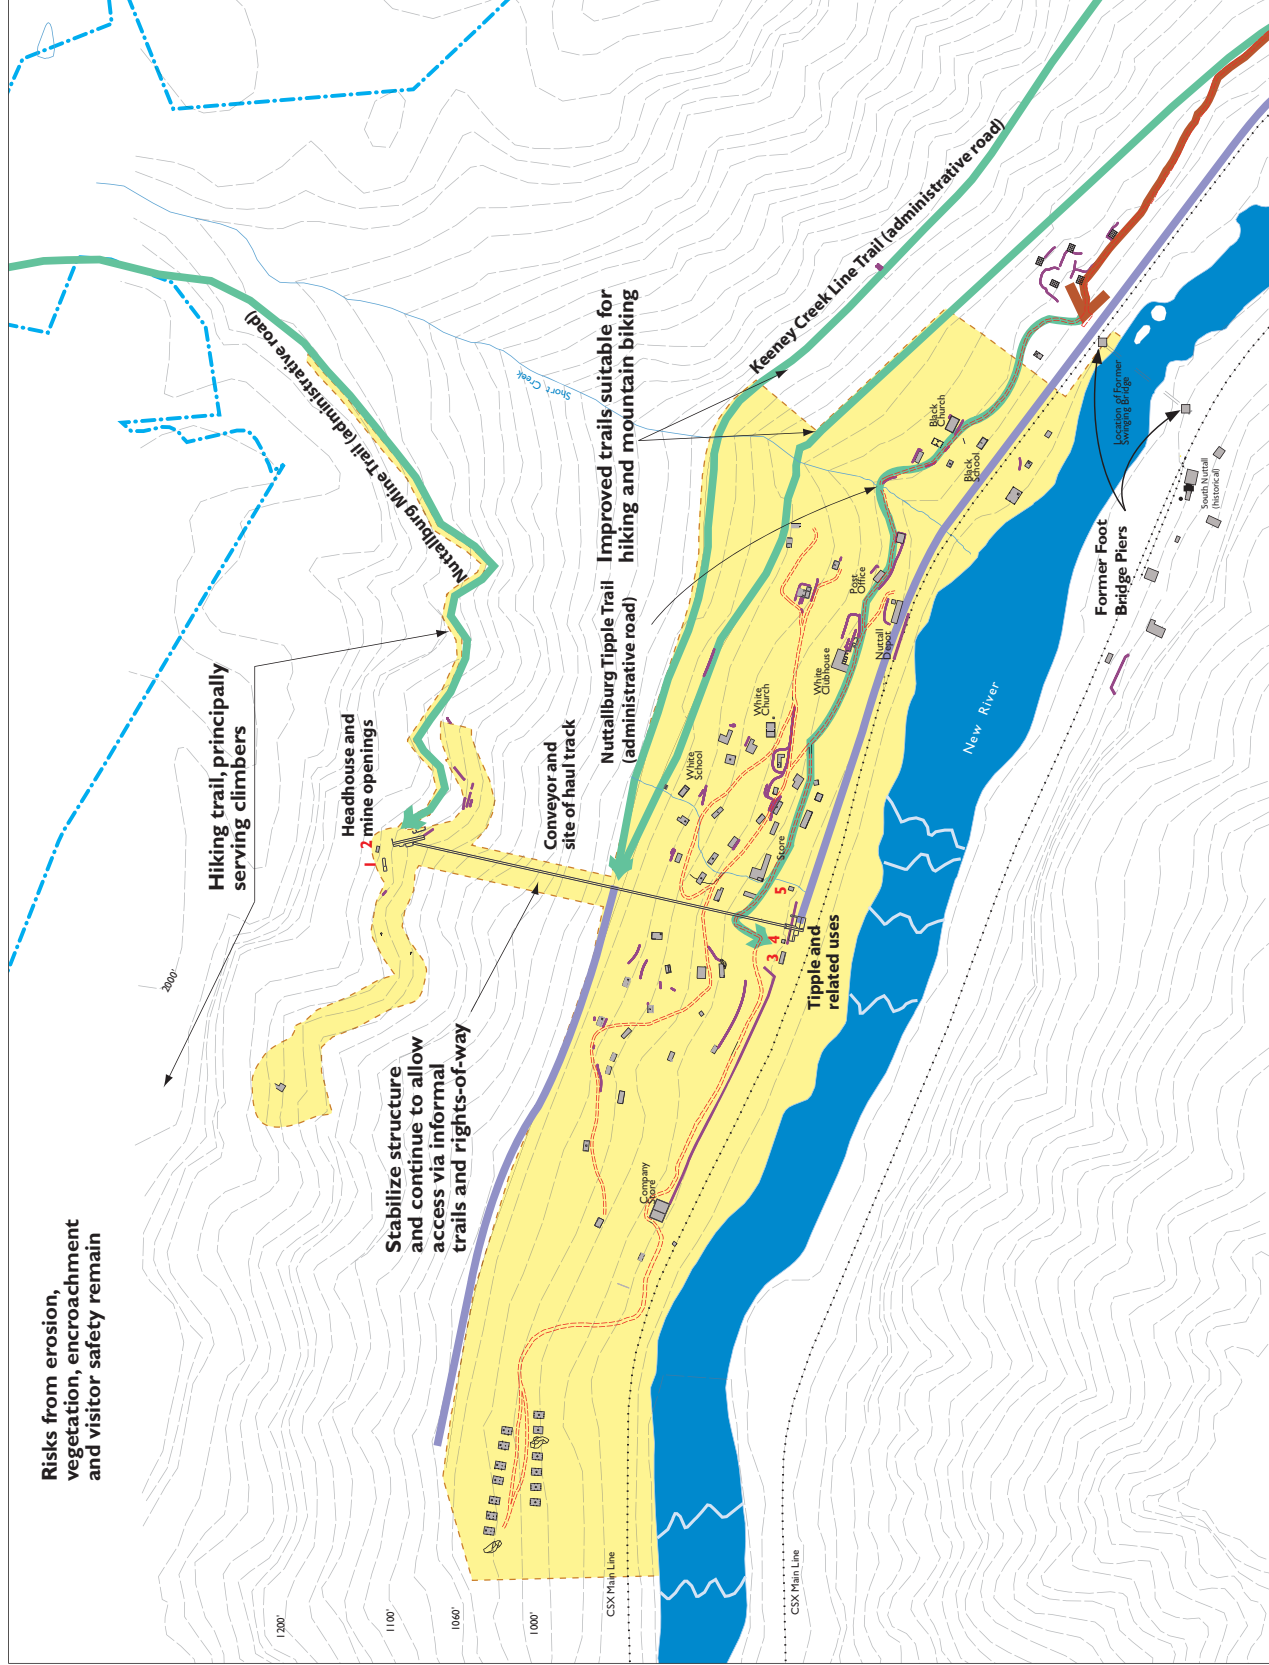 Risks from erosion,
vegetation, encroachment
and visitor safety remain
Hiking trail, principally
serving climbers
Nuttallburg Mine Trail (administrative road)
2000'
Headhouse and
mine openings
1 2
Stabilize structure
and continue to allow
access via informal
trails and rights-of-way
Conveyor and
site of haul track
Nuttallburg Tipple Trail
(administrative road)
Improved trails suitable for
hiking and mountain biking
Keeney Creek Line Trail (administrative road)
Short Creek
1200'
1100'
1060'
1000'
CSX Main Line
CSX Main Line
Company
Store
White
School
White
Church
White
Clubhouse
Store
Post
Office
Nuttall
Depot
Black
Church
Black
School
3 4 5
Tipple and
related uses
New River
Former Foot
Bridge Piers
Location of Former
Swinging Bridge
South Nuttall
(historical)